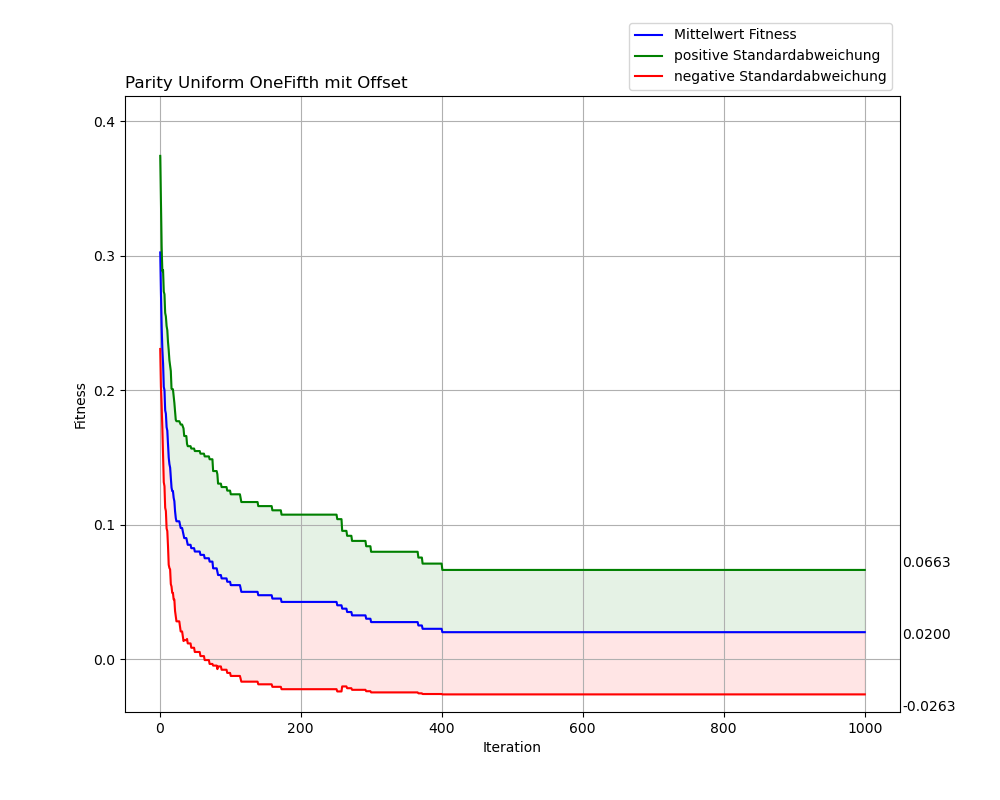 Mittelwert Fitness
positive Standardabweichung
negative Standardabweichung
Parity Uniform OneFifth mit Offset
0.4
0.3
0.2
0.1
0.0
Fitness
0.0663
0.0200
-0.0263
0 200 400 600 800 1000
Iteration